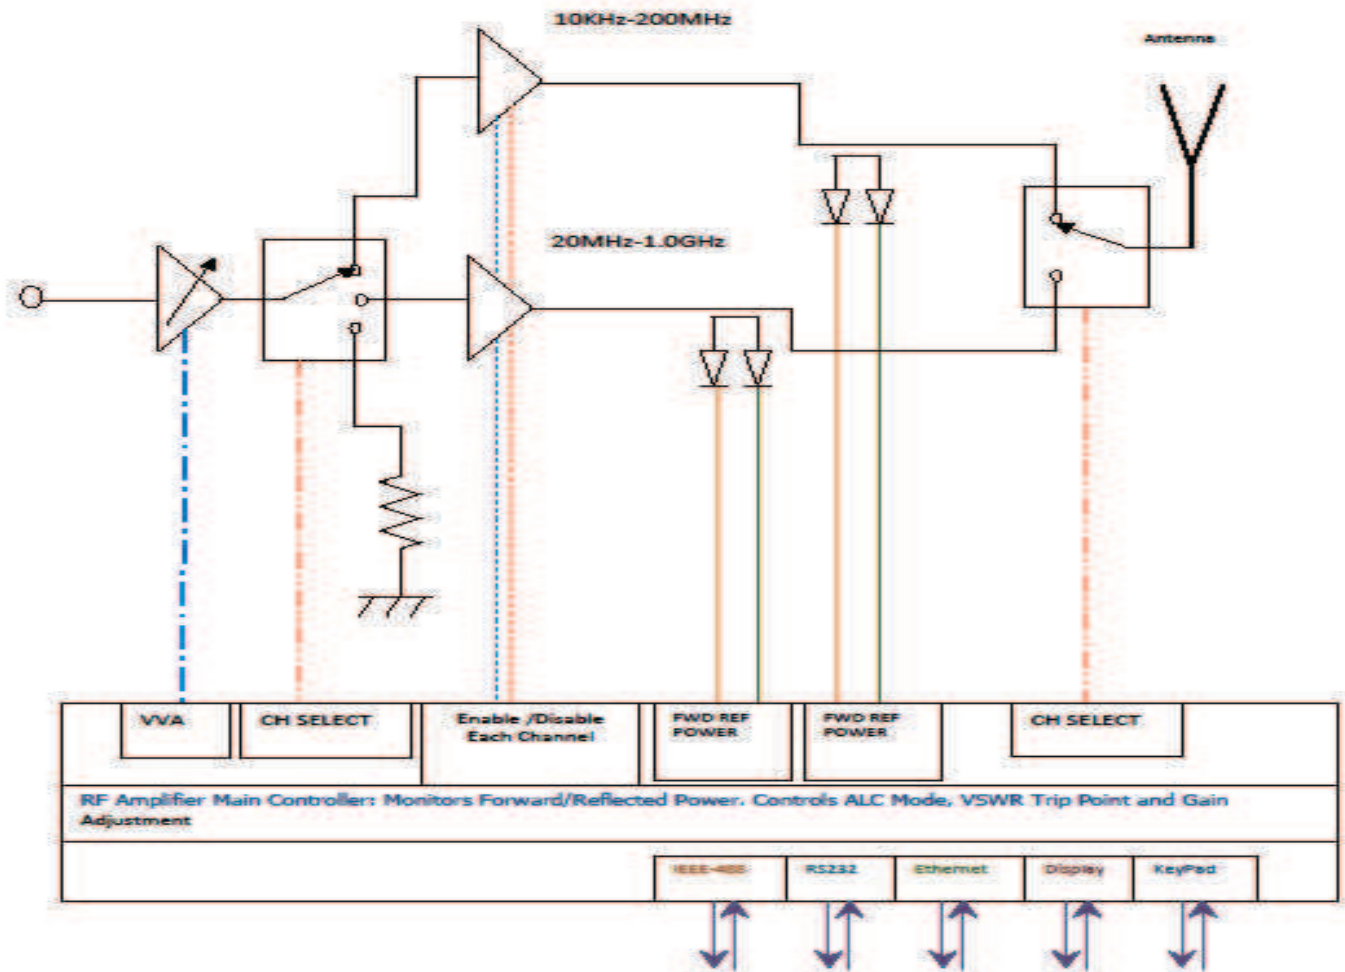 10KHz-200MHz
Antenna
20MHz-1.0GHz
VVA
CH SELECT
Enable /Disable
Each Channel
FWD REF
POWER
FWD REF
POWER
CH SELECT
RF Amplifier Main Controller: Monitors Forward/Reflected Power. Controls ALC Mode, VSWR Trip Point and Gain
Adjustment
IEEE-488
RS232
Ethernet
Display
KeyPad